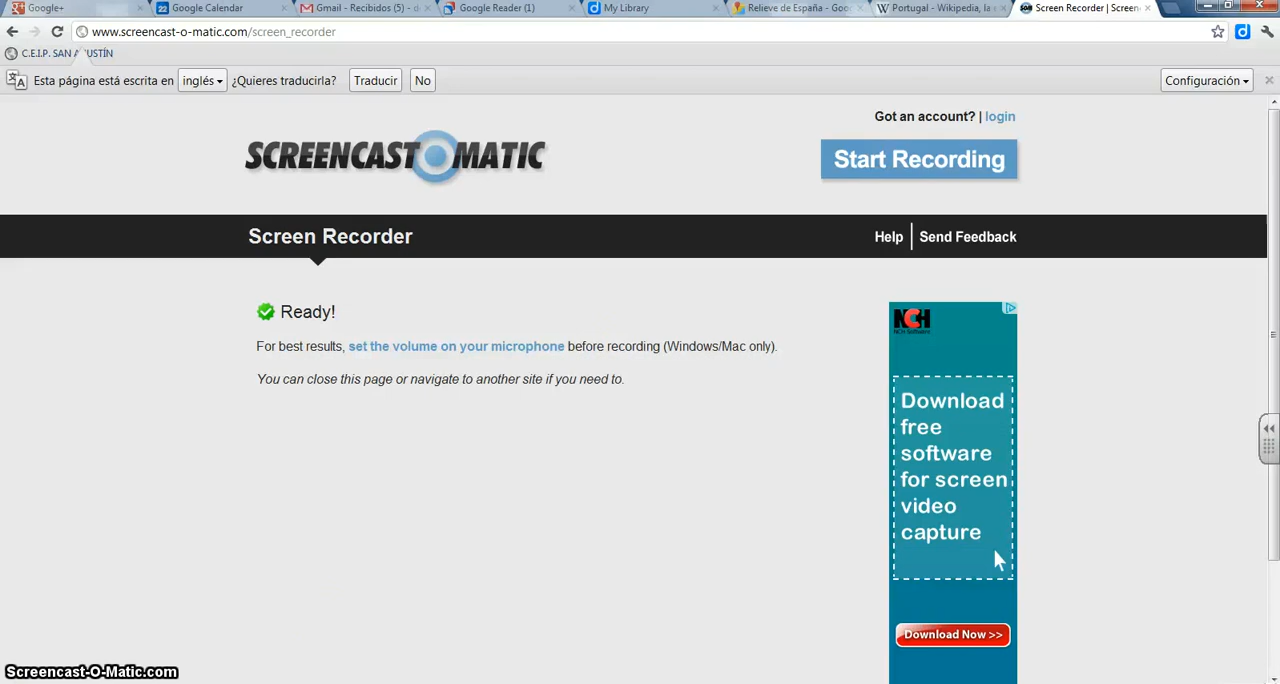 Google+
Google Calendar
Gmail - Recibidos (5) - d
Google Reader (1)
My Library
Relieve de España - Goo
Portugal - Wikipedia, la
Screen Recorder | Screen
www.screencast-o-matic.com/screen_recorder
C.E.I.P. SAN AGUSTÍN
Esta página está escrita en inglés ¿Quieres traducirla? Traducir No Configuración
Got an account? | login
SCREENCAST MATIC
Start Recording
Screen Recorder
Help Send Feedback
Ready!
For best results, set the volume on your microphone before recording (Windows/Mac only).
You can close this page or navigate to another site if you need to.
NCH
Download
free
software
for screen
video
capture
Download Now >>
Screencast-O-Matic.com